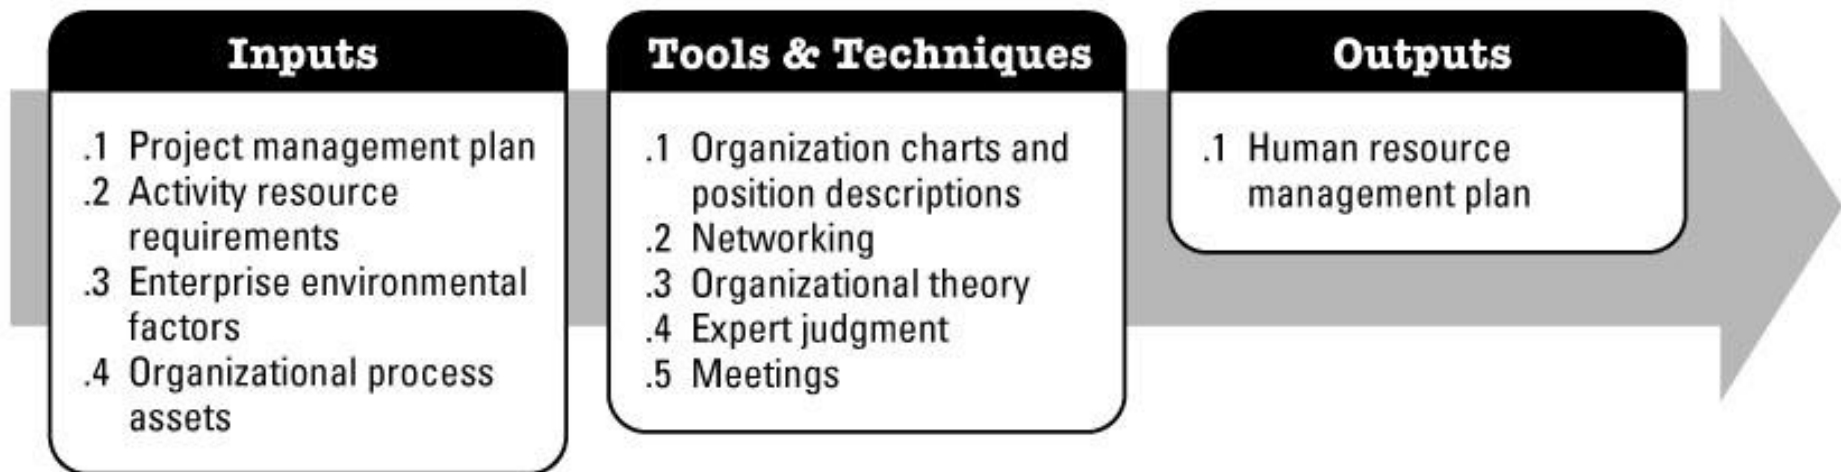 Inputs
.1 Project management plan
.2 Activity resource
requirements
.3 Enterprise environmental
factors
.4 Organizational process
assets
Tools & Techniques
.1 Organization charts and
position descriptions
.2 Networking
.3 Organizational theory
.4 Expert judgment
.5 Meetings
Outputs
.1 Human resource
management plan